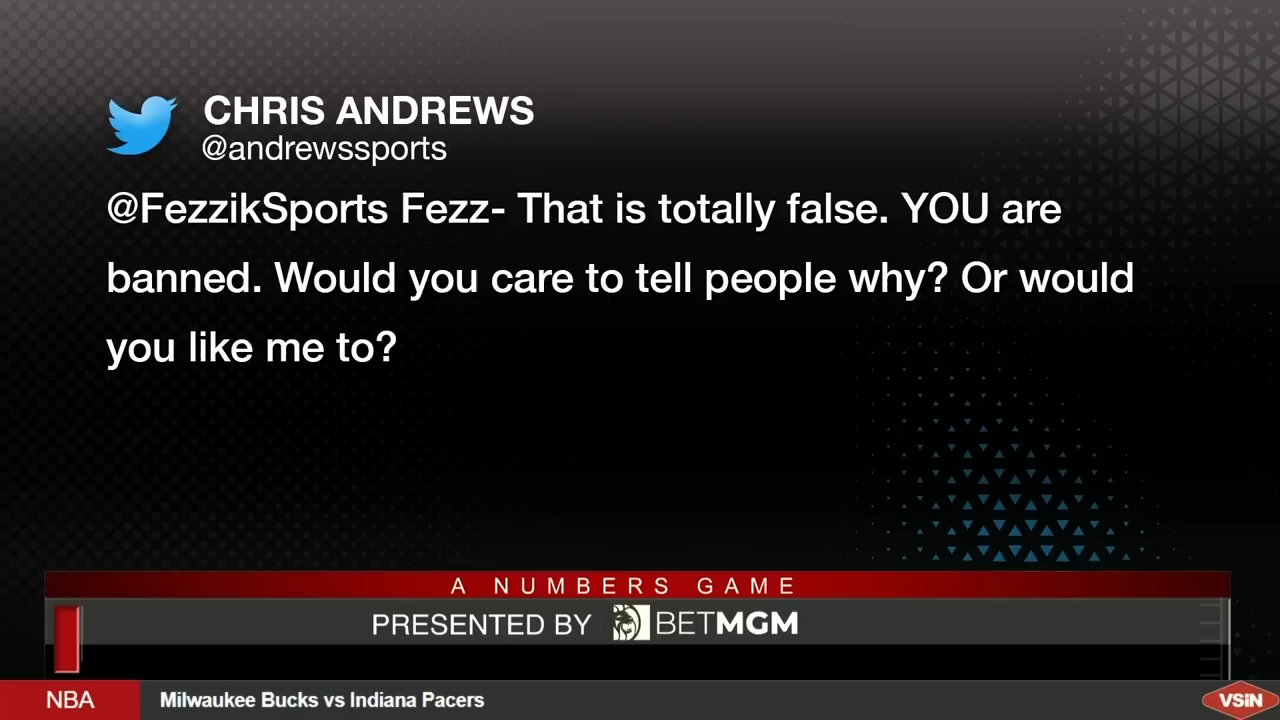 CHRIS ANDREWS
@andrewssports
@FezzikSports Fezz- That is totally false. YOU are
banned. Would you care to tell people why? Or would
you like me to?
A NUMBERS GAME
PRESENTED BY BETMGM
NBA Milwaukee Bucks vs Indiana Pacers VSiN